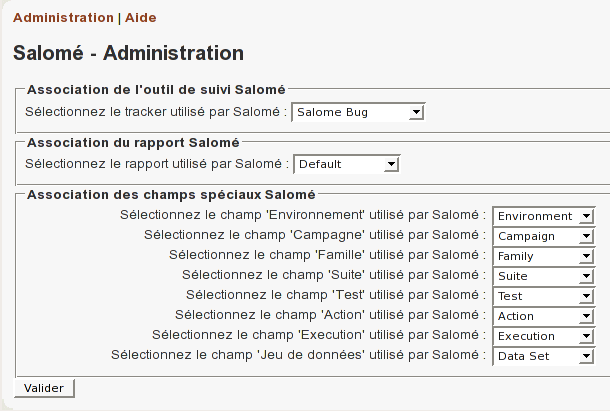 Administration | Aide
Salomé - Administration
Association de l'outil de suivi Salomé
Sélectionnez le tracker utilisé par Salomé : Salome Bug
Association du rapport Salomé
Sélectionnez le rapport utilisé par Salomé : Default
Association des champs spéciaux Salomé
Sélectionnez le champ 'Environnement' utilisé par Salomé : Environment
Sélectionnez le champ 'Campagne' utilisé par Salomé : Campaign
Sélectionnez le champ 'Famille' utilisé par Salomé : Family
Sélectionnez le champ 'Suite' utilisé par Salomé : Suite
Sélectionnez le champ 'Test' utilisé par Salomé : Test
Sélectionnez le champ 'Action' utilisé par Salomé : Action
Sélectionnez le champ 'Execution' utilisé par Salomé : Execution
Sélectionnez le champ 'Jeu de données' utilisé par Salomé : Data Set
Valider